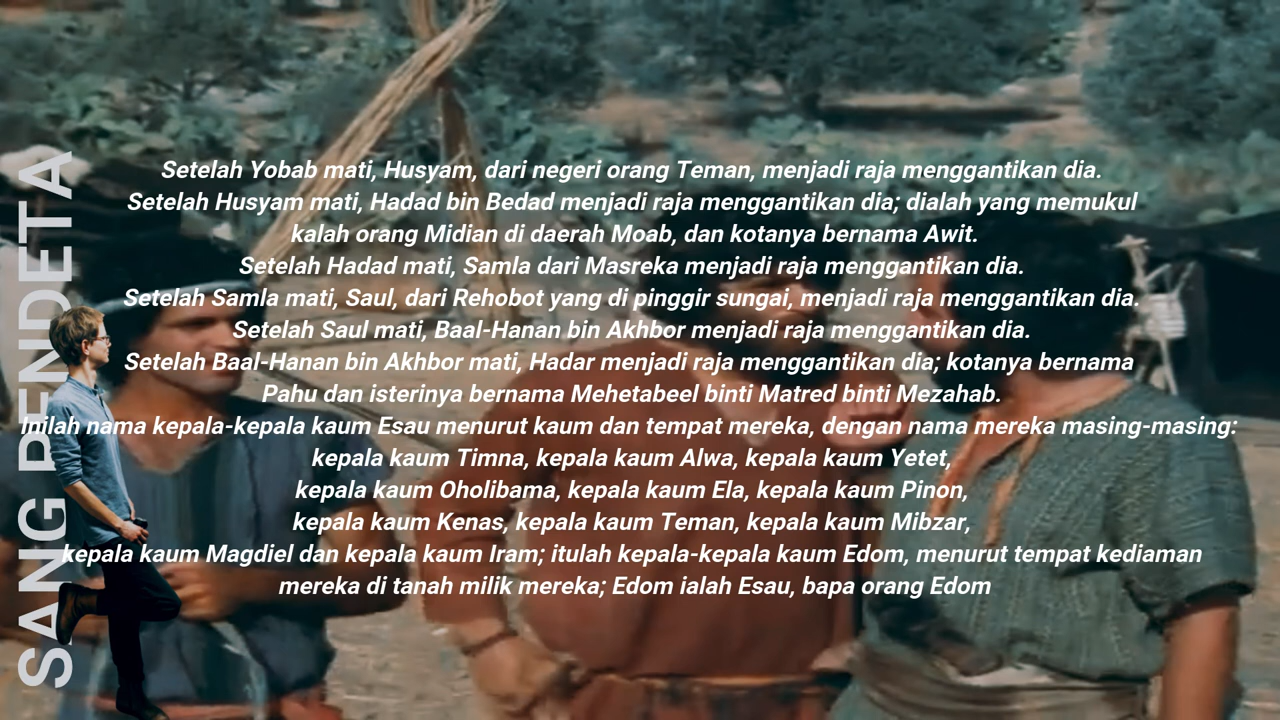 Setelah Yobab mati, Husyam, dari negeri orang Teman, menjadi raja menggantikan dia.
Setelah Husyam mati, Hadad bin Bedad menjadi raja menggantikan dia; dialah yang memukul
kalah orang Midian di daerah Moab, dan kotanya bernama Awit.
Setelah Hadad mati, Samla dari Masreka menjadi raja menggantikan dia.
Setelah Samla mati, Saul, dari Rehobot yang di pinggir sungai, menjadi raja menggantikan dia.
Setelah Saul mati, Baal-Hanan bin Akhbor menjadi raja menggantikan dia.
Setelah Baal-Hanan bin Akhbor mati, Hadar menjadi raja menggantikan dia; kotanya bernama
Pahu dan isterinya bernama Mehetabeel binti Matred binti Mezahab.
Inilah nama kepala-kepala kaum Esau menurut kaum dan tempat mereka, dengan nama mereka masing-masing:
kepala kaum Timna, kepala kaum Alwa, kepala kaum Yetet,
kepala kaum Oholibama, kepala kaum Ela, kepala kaum Pinon,
kepala kaum Kenas, kepala kaum Teman, kepala kaum Mibzar,
kepala kaum Magdiel dan kepala kaum Iram; itulah kepala-kepala kaum Edom, menurut tempat kediaman
mereka di tanah milik mereka; Edom ialah Esau, bapa orang Edom
SANG PENDETA